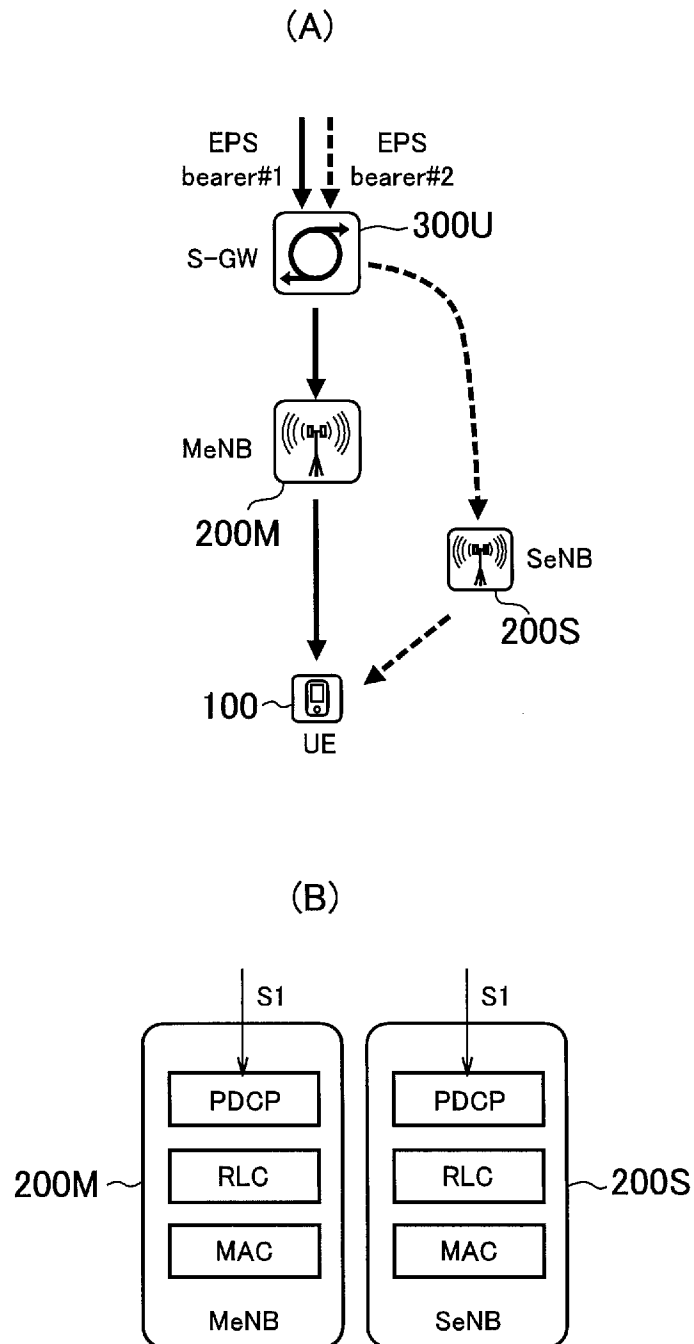 (A)
EPS bearer#1
EPS bearer#2
300U
S-GW
MeNB
200M
SeNB
200S
100
UE
(B)
S1
S1
PDCP
PDCP
200M
RLC
RLC
200S
MAC
MAC
MeNB
SeNB